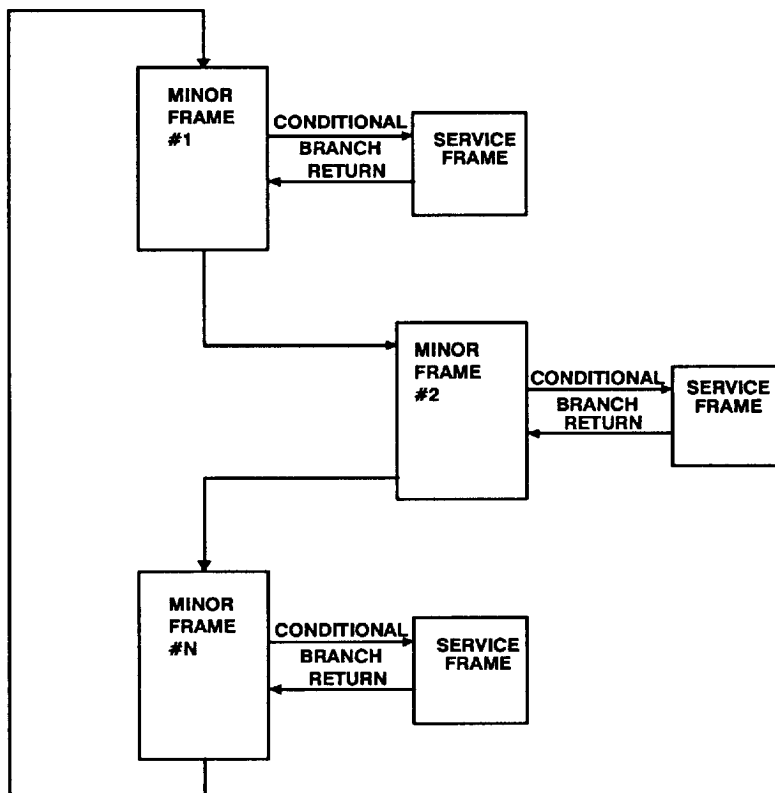 MINOR
FRAME
#1
CONDITIONAL
BRANCH
RETURN
SERVICE
FRAME
MINOR
FRAME
#2
CONDITIONAL
BRANCH
RETURN
SERVICE
FRAME
MINOR
FRAME
#N
CONDITIONAL
BRANCH
RETURN
SERVICE
FRAME